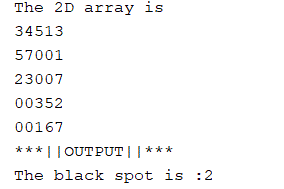 The 2D array is
34513
57001
23007
00352
00167
***||OUTPUT||***
The black spot is :2